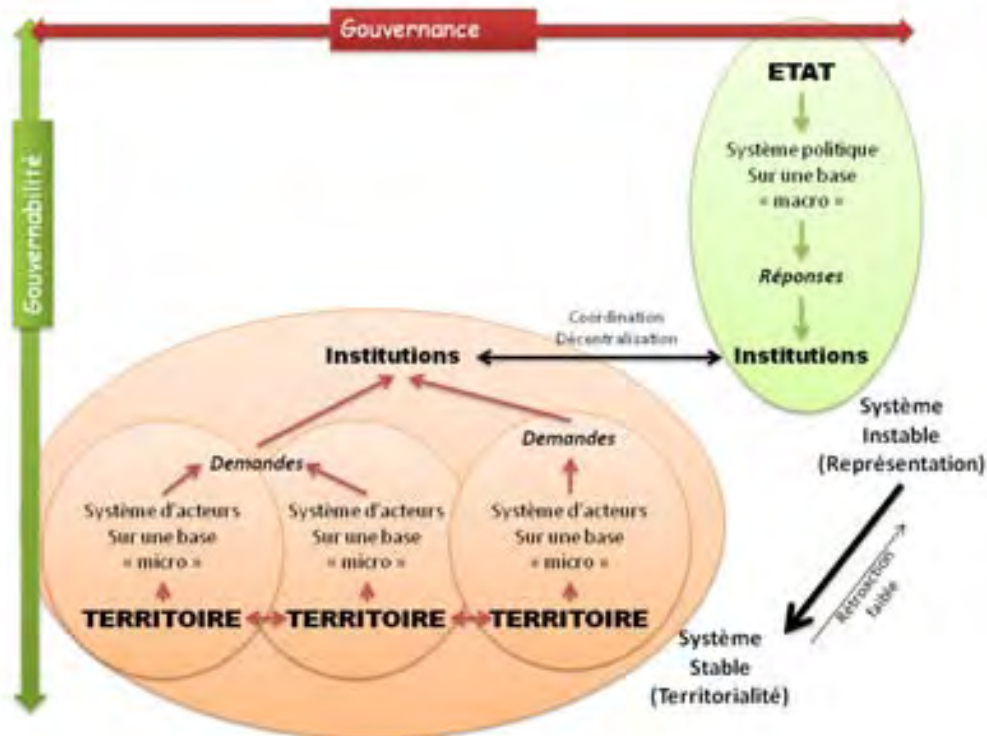 Gouvernance
Gouvernabilité
ETAT
Système politique
Sur une base
« macro »
Réponses
Institutions
Coordination
Décentralization
Institutions
Demandes
Demandes
Système d'acteurs
Sur une base
« micro »
TERRITOIRE
Système d'acteurs
Sur une base
« micro »
TERRITOIRE
Système d'acteurs
Sur une base
« micro »
TERRITOIRE
Système
Instable
(Représentation)
Rétroaction
faible
Système
Stable
(Territorialité)